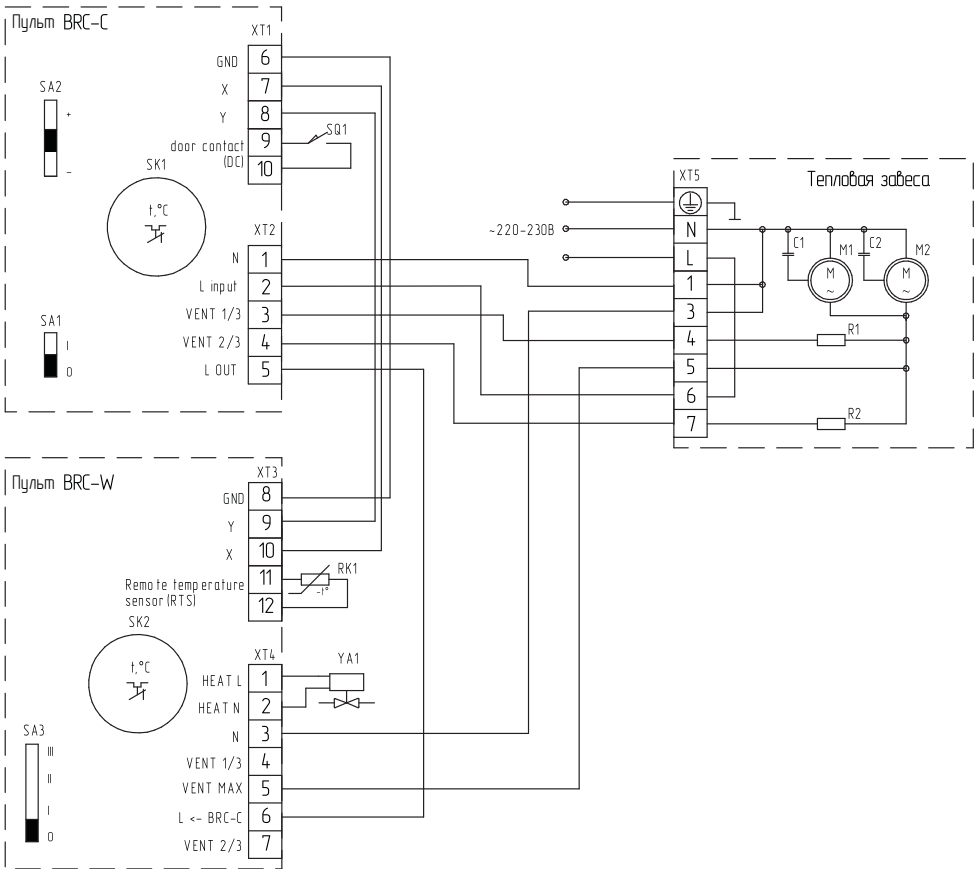 Пульт BRC-C
XT1
GND 6
X 7
Y 8
door contact 9
(DC) 10
SQ1
SA2
+
-
SK1
t,°C
XT2
N 1
L input 2
VENT 1/3 3
VENT 2/3 4
L OUT 5
SA1
I
0
Тепловая завеса
XT5
~220-230В
N
L
1
3
4
5
6
7
C1
M1
C2
M2
M
~
M
~
R1
R2
Пульт BRC-W
XT3
GND 8
Y 9
X 10
11
Remote temperature
sensor (RTS) 12
RK1
-t°
SK2
t,°C
XT4
YA1
HEAT L 1
HEAT N 2
N 3
VENT 1/3 4
VENT MAX 5
L <- BRC-C 6
VENT 2/3 7
SA3
III
II
I
0